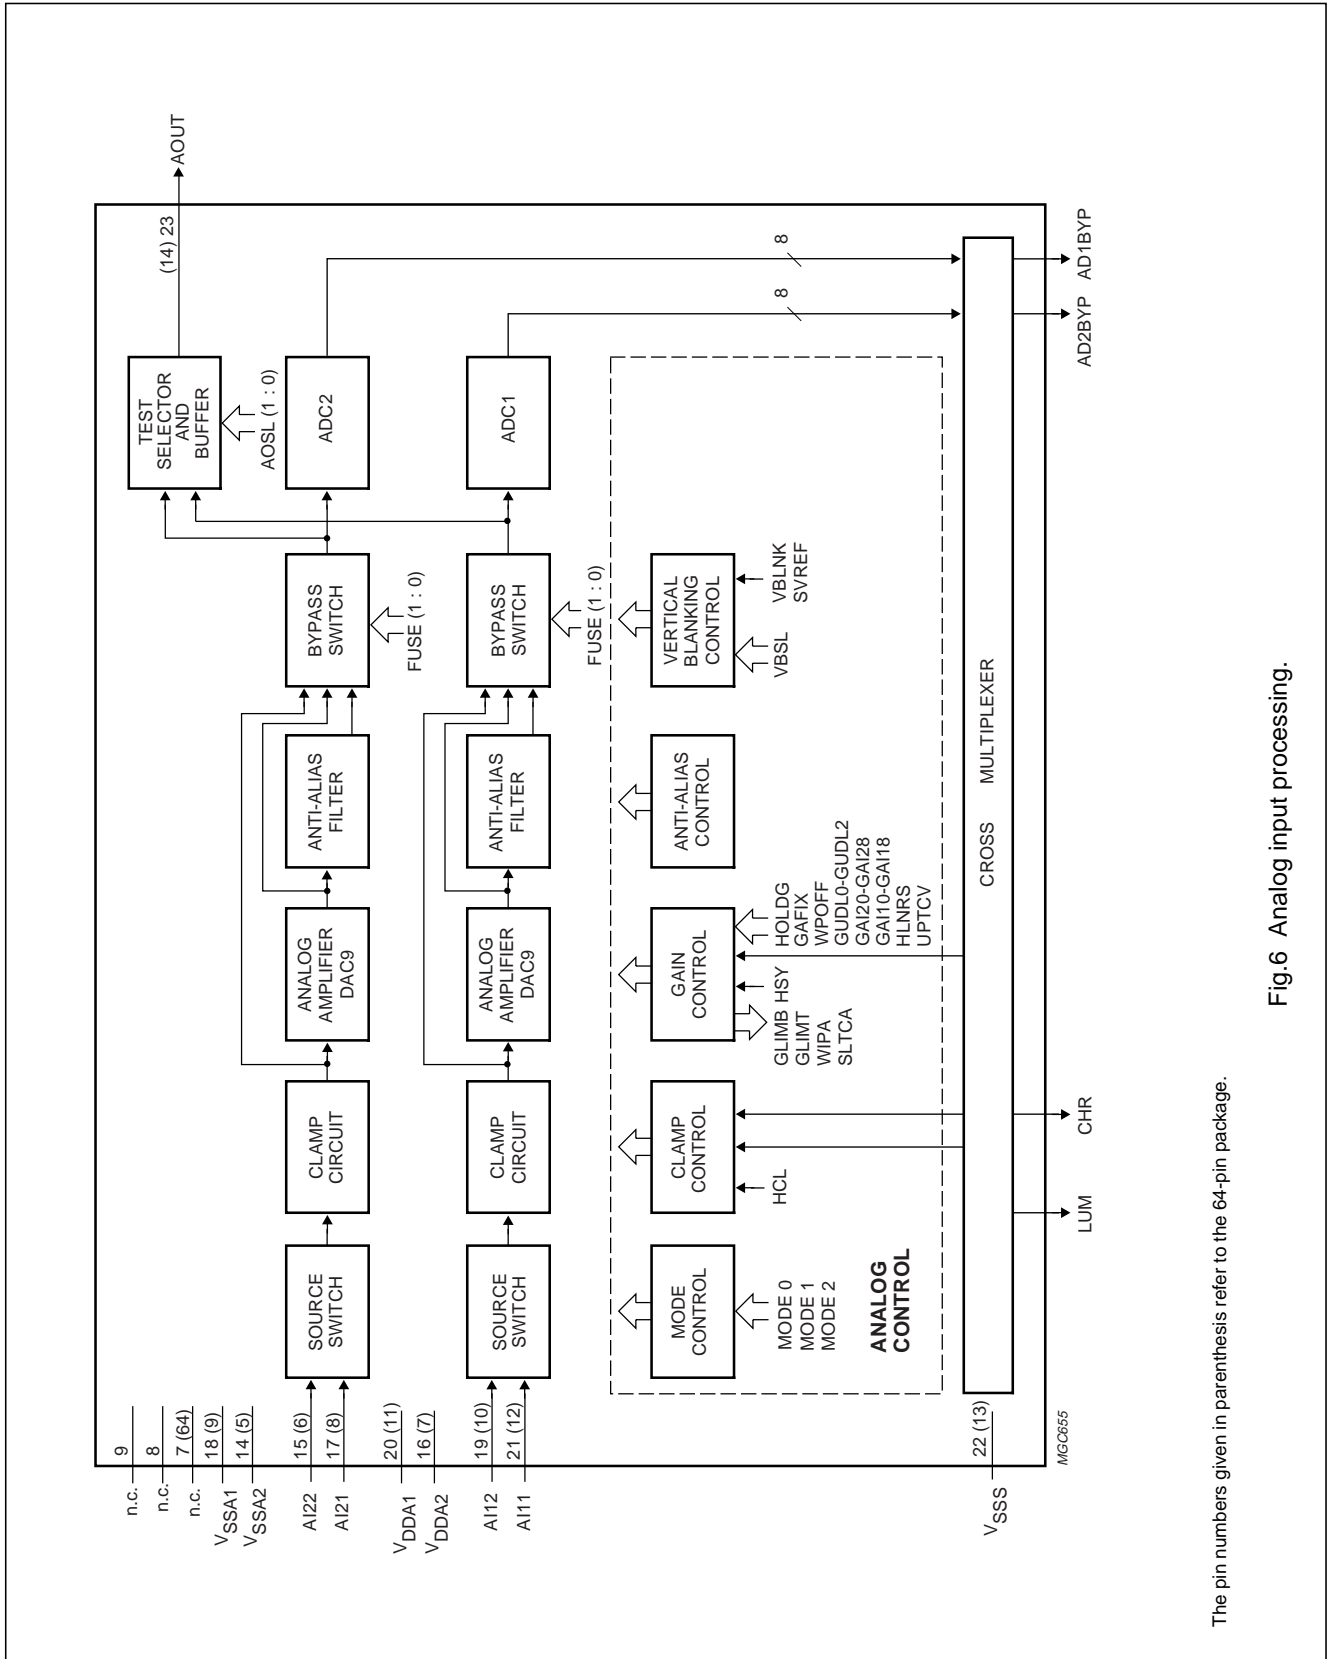 n.c.
9
n.c.
8
n.c.
7 (64)
VSSA1
18 (9)
VSSA2
14 (5)
AI22
15 (6)
AI21
17 (8)
VDDA1
20 (11)
VDDA2
16 (7)
AI12
19 (10)
AI11
21 (12)
VSSS
22 (13)
TEST
SELECTOR
AND
BUFFER
(14) 23
AOUT
AOSL (1 : 0)
SOURCE
SWITCH
CLAMP
CIRCUIT
ANALOG
AMPLIFIER
DAC9
ANTI-ALIAS
FILTER
BYPASS
SWITCH
FUSE (1 : 0)
ADC2
8
SOURCE
SWITCH
CLAMP
CIRCUIT
ANALOG
AMPLIFIER
DAC9
ANTI-ALIAS
FILTER
BYPASS
SWITCH
FUSE (1 : 0)
ADC1
8
MODE
CONTROL
MODE 0
MODE 1
MODE 2
CLAMP
CONTROL
HCL
GAIN
CONTROL
GLIMB
GLIMT
WIPA
SLTCA
HSY
HOLDG
GAFIX
WPOFF
GUDL0-GUDL2
GAI20-GAI28
GAI10-GAI18
HLNRS
UPTCV
ANTI-ALIAS
CONTROL
VERTICAL
BLANKING
CONTROL
VBSL
VBLNK
SVREF
ANALOG
CONTROL
CROSS MULTIPLEXER
LUM
CHR
AD2BYP
AD1BYP
MGC655
The pin numbers given in parenthesis refer to the 64-pin package.
Fig.6 Analog input processing.